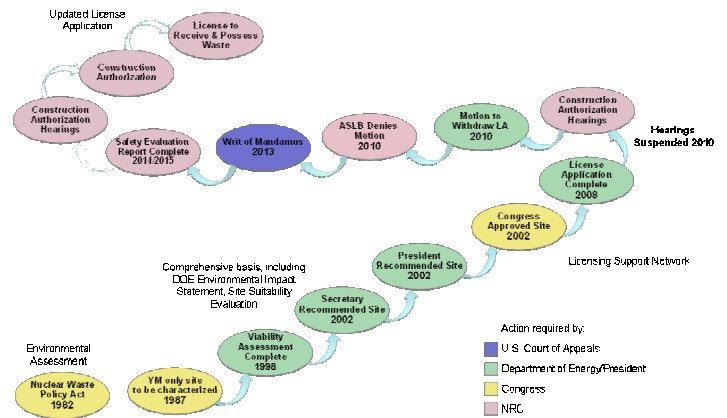 Updated License
Application
License to
Receive & Possess
Waste
Construction
Authorization
Construction
Authorization
Hearings
Safety Evaluation
Report Complete
2014/2015
Writ of Mandamus
2013
ASLB Denies
Motion
2010
Motion to
Withdraw LA
2010
Construction
Authorization
Hearings
Hearings
Suspended 2010
License
Application
Complete
2008
Congress
Approved Site
2002
Licensing Support Network
President
Recommended Site
2002
Comprehensive basis, including
DOE Environmental Impact
Statement, Site Suitability
Evaluation
Secretary
Recommended Site
2002
Viability
Assessment
Complete
1998
Environmental
Assessment
Nuclear Waste
Policy Act
1982
YM only site
to be characterized
1987
Action required by:
U.S. Court of Appeals
Department of Energy/President
Congress
NRC